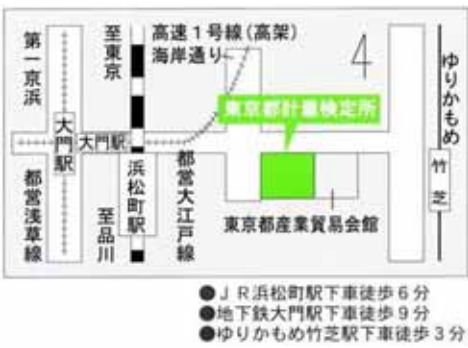 第一京浜
至東京
高速1号線(高架)
海岸通り
ゆりかもめ
東京都計量検定所
大門駅
大門駅
浜松町駅
都営大江戸線
竹芝
都営浅草線
至品川
東京都産業貿易会館
●JR浜松町駅下車徒歩6分
●地下鉄大門駅下車徒歩9分
●ゆりかもめ竹芝駅下車徒歩3分